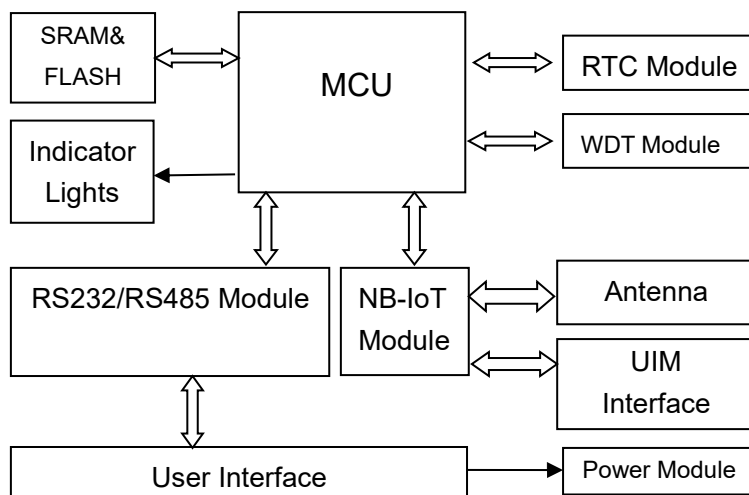 SRAM&
FLASH
MCU
RTC Module
Indicator
Lights
WDT Module
RS232/RS485 Module
NB-IoT
Module
Antenna
UIM
Interface
User Interface
Power Module